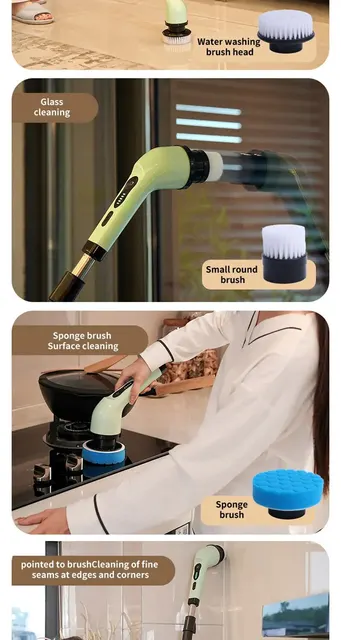 Water washing
brush head
Glass
cleaning
Small round
brush
Sponge brush
Surface cleaning
Sponge
brush
pointed to brushCleaning of fine
seams at edges and corners